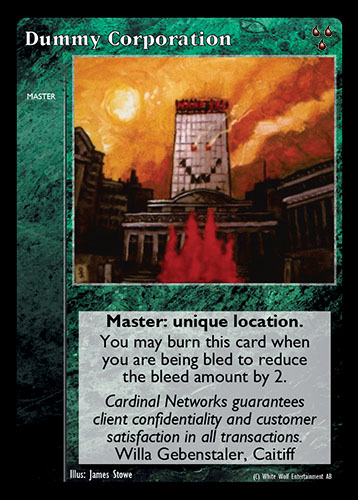 Dummy Corporation
MASTER
Master: unique location.
You may burn this card when
you are being bled to reduce
the bleed amount by 2.
Cardinal Networks guarantees
client confidentiality and customer
satisfaction in all transactions.
Willa Gebenstaler, Caitiff
Illus: James Stowe
(C) White Wolf Entertainment AB